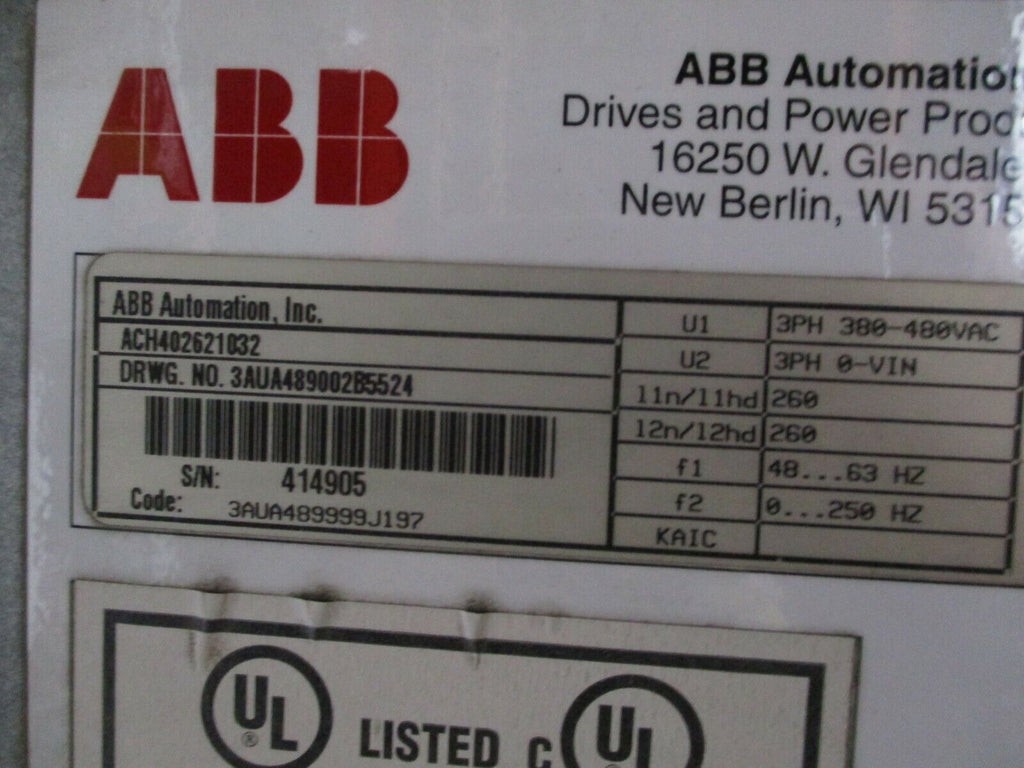 ABB
ABB Automatio
Drives and Power Prod
16250 W. Glendale
New Berlin, WI 5315
ABB Automation, Inc.
ACH402621032
DRWG. NO. 3AUA489002B5524
S/N: 414905
Code: 3AUA489999J197
U1 3PH 380-480VAC
U2 3PH 0-VIN
I1n/I1hd 260
I2n/I2hd 260
f1 48...63 HZ
f2 0...250 HZ
KAIC
UL ®
LISTED
C UL